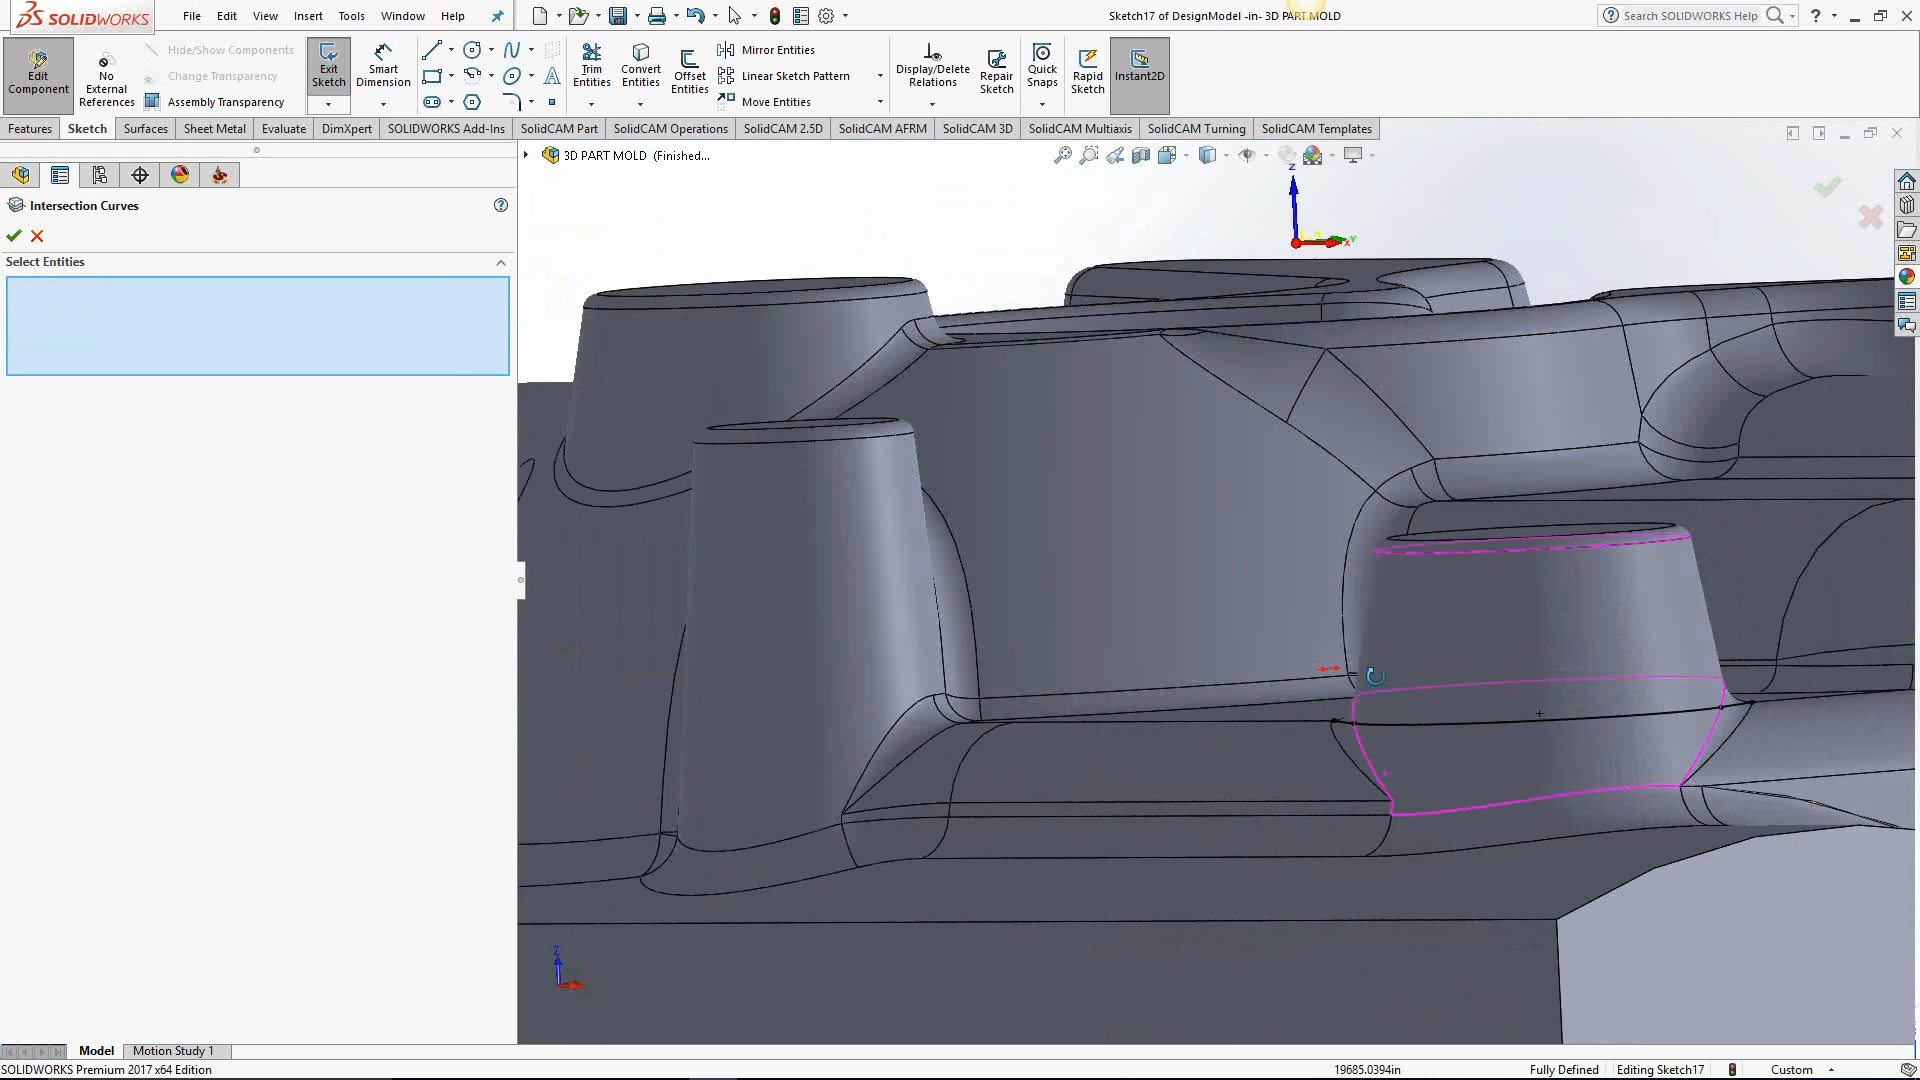 SOLIDWORKS
File Edit View Insert Tools Window Help
Sketch17 of DesignModel -in- 3D PART MOLD
Search SOLIDWORKS Help
Edit Component
No External References
Hide/Show Components
Change Transparency
Assembly Transparency
Exit Sketch
Smart Dimension
Trim Entities
Convert Entities
Offset Entities
Mirror Entities
Linear Sketch Pattern
Move Entities
Display/Delete Relations
Repair Sketch
Quick Snaps
Rapid Sketch
Instant2D
Features Sketch Surfaces Sheet Metal Evaluate DimXpert SOLIDWORKS Add-Ins SolidCAM Part SolidCAM Operations SolidCAM 2.5D SolidCAM AFRM SolidCAM 3D SolidCAM Multiaxis SolidCAM Turning SolidCAM Templates
3D PART MOLD (Finished...
Intersection Curves
Select Entities
Z
Y
X
Z
Model Motion Study 1
SOLIDWORKS Premium 2017 x64 Edition
19685.0394in Fully Defined Editing Sketch17 Custom